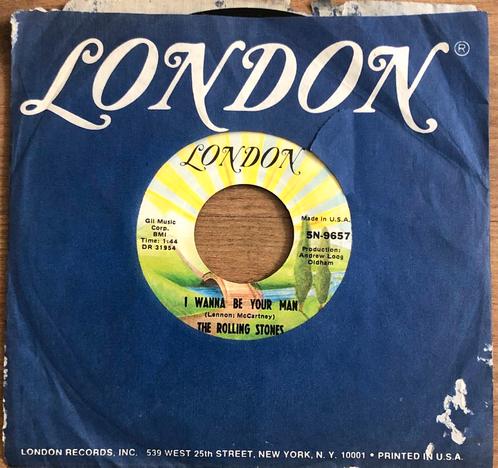 LONDON ®
LONDON
Gil Music
Corp.
BMI
Time: 1:44
DR 31954
Made in U.S.A.
5N-9657
Production:
Andrew Loog
Oldham
I WANNA BE YOUR MAN
(Lennon; McCartney)
THE ROLLING STONES
LONDON RECORDS, INC. 539 WEST 25th STREET, NEW YORK, N. Y. 10001 • PRINTED IN U.S.A.